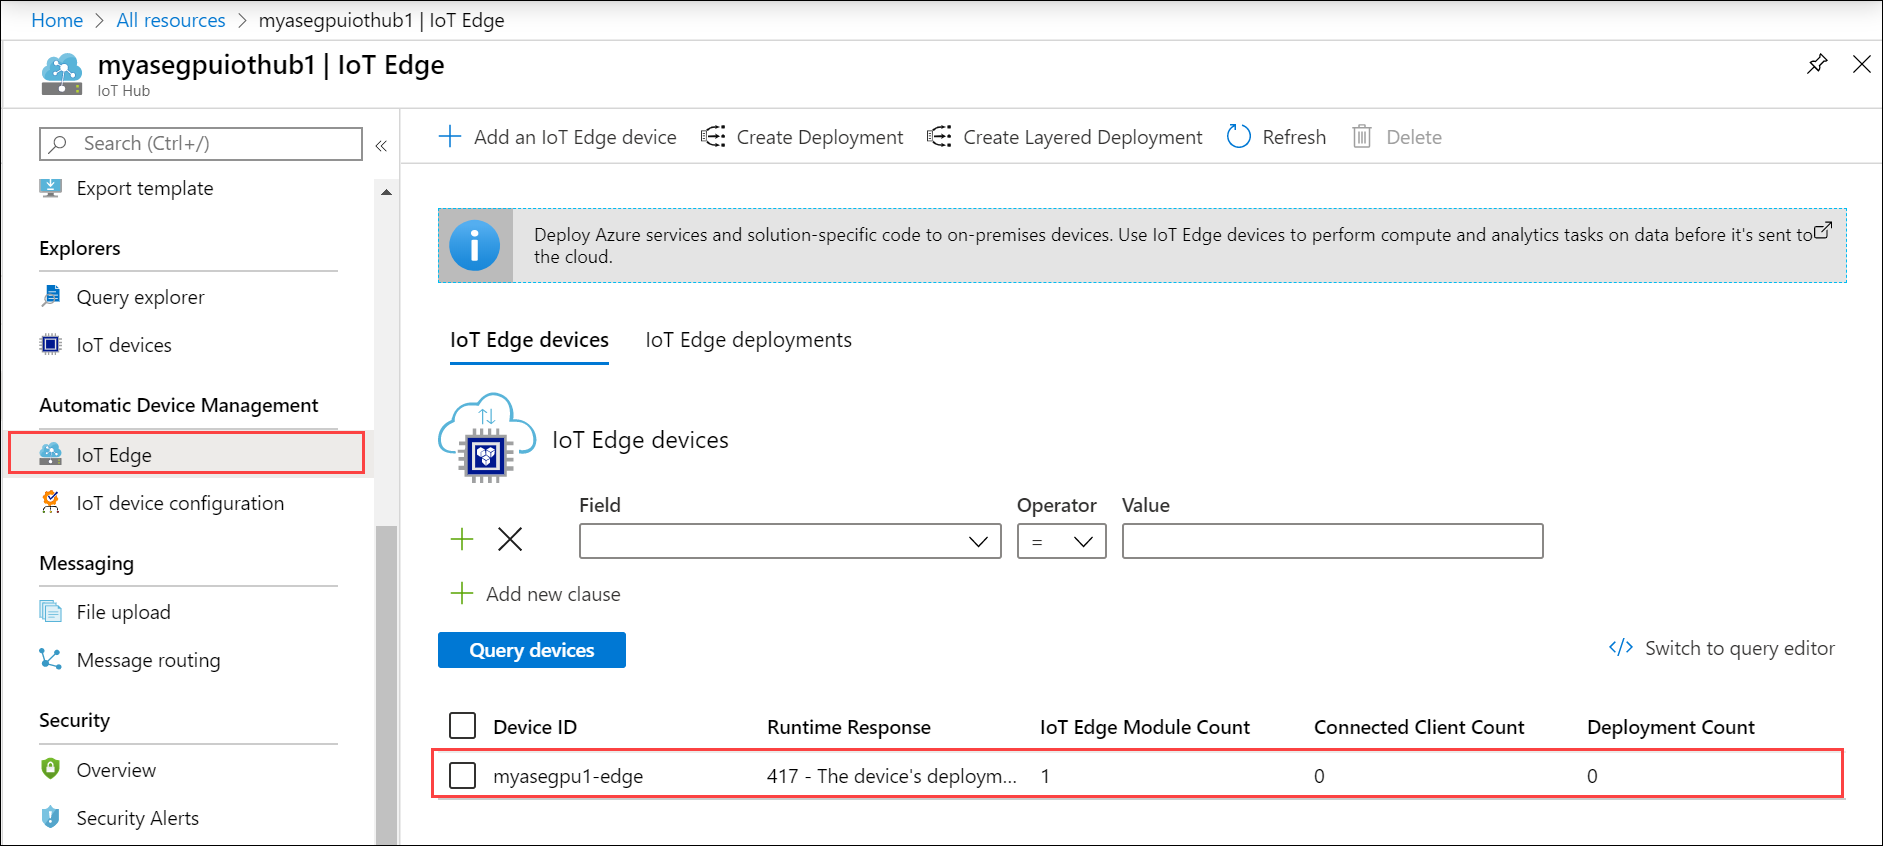 Home > All resources > myasegpuiothub1 | IoT Edge
myasegpuiothub1 | IoT Edge
IoT Hub
Search (Ctrl+/)
«
Export template
Explorers
Query explorer
IoT devices
Automatic Device Management
IoT Edge
IoT device configuration
Messaging
File upload
Message routing
Security
Overview
Security Alerts
Add an IoT Edge device
Create Deployment
Create Layered Deployment
Refresh
Delete
Deploy Azure services and solution-specific code to on-premises devices. Use IoT Edge devices to perform compute and analytics tasks on data before it's sent to
the cloud.
IoT Edge devices
IoT Edge deployments
IoT Edge devices
Field Operator Value
=
Add new clause
Query devices
</> Switch to query editor
Device ID Runtime Response IoT Edge Module Count Connected Client Count Deployment Count
myasegpu1-edge 417 - The device's deploym... 1 0 0